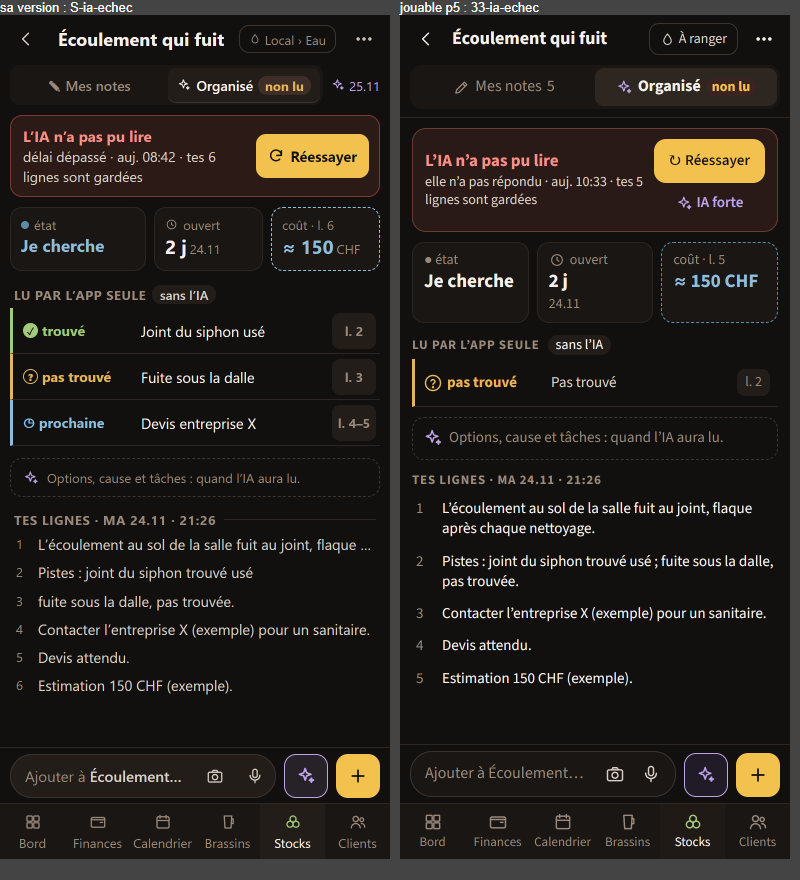 sa version : S-ia-echec
Écoulement qui fuit
Local › Eau
Mes notes
Organisé non lu
25.11
L’IA n’a pas pu lire
délai dépassé · auj. 08:42 · tes 6
lignes sont gardées
Réessayer
état
Je cherche
ouvert
2 j 24.11
coût · l. 6
≈ 150 CHF
LU PAR L’APP SEULE sans l’IA
trouvé Joint du siphon usé l. 2
pas trouvé Fuite sous la dalle l. 3
prochaine Devis entreprise X l. 4–5
Options, cause et tâches : quand l’IA aura lu.
TES LIGNES · MA 24.11 · 21:26
1 L’écoulement au sol de la salle fuit au joint, flaque ...
2 Pistes : joint du siphon trouvé usé
3 fuite sous la dalle, pas trouvée.
4 Contacter l’entreprise X (exemple) pour un sanitaire.
5 Devis attendu.
6 Estimation 150 CHF (exemple).
Ajouter à Écoulement...
Bord Finances Calendrier Brassins Stocks Clients
jouable p5 : 33-ia-echec
Écoulement qui fuit
À ranger
Mes notes 5
Organisé non lu
L’IA n’a pas pu lire
elle n’a pas répondu · auj. 10:33 · tes 5
lignes sont gardées
Réessayer
IA forte
état
Je cherche
ouvert
2 j
24.11
coût · l. 5
≈ 150 CHF
LU PAR L’APP SEULE sans l’IA
pas trouvé Pas trouvé l. 2
Options, cause et tâches : quand l’IA aura lu.
TES LIGNES · MA 24.11 · 21:26
1 L’écoulement au sol de la salle fuit au joint, flaque
après chaque nettoyage.
2 Pistes : joint du siphon trouvé usé ; fuite sous la dalle,
pas trouvée.
3 Contacter l’entreprise X (exemple) pour un sanitaire.
4 Devis attendu.
5 Estimation 150 CHF (exemple).
Ajouter à Écoulement…
Bord Finances Calendrier Brassins Stocks Clients